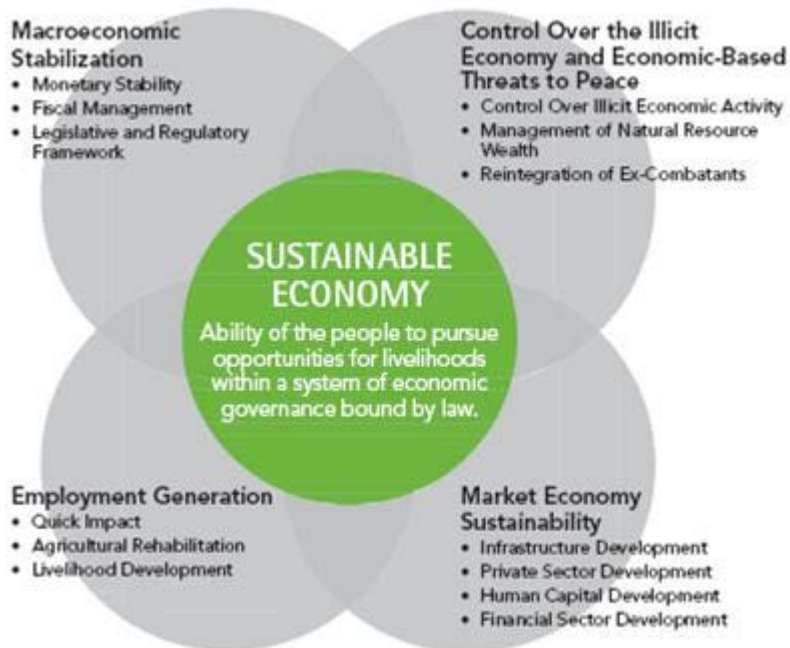 Macroeconomic
Stabilization
• Monetary Stability
• Fiscal Management
• Legislative and Regulatory
Framework
Control Over the Illicit
Economy and Economic-Based
Threats to Peace
• Control Over Illicit Economic Activity
• Management of Natural Resource
Wealth
• Reintegration of Ex-Combatants
SUSTAINABLE
ECONOMY
Ability of the people to pursue
opportunities for livelihoods
within a system of economic
governance bound by law.
Employment Generation
• Quick Impact
• Agricultural Rehabilitation
• Livelihood Development
Market Economy
Sustainability
• Infrastructure Development
• Private Sector Development
• Human Capital Development
• Financial Sector Development